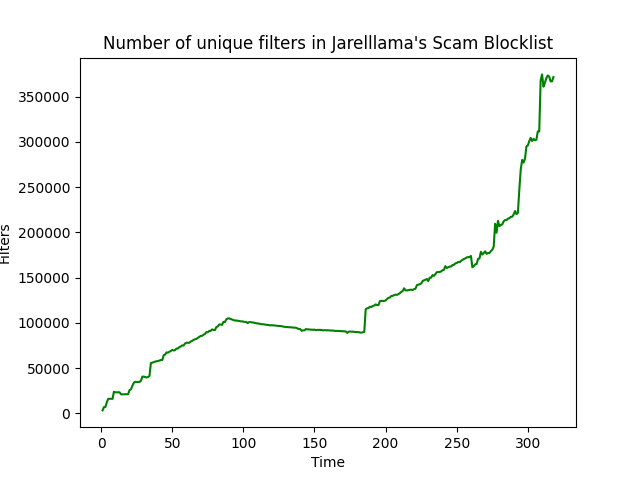 Number of unique filters in Jarelllama's Scam Blocklist
350000
300000
250000
200000
150000
100000
50000
0
Filters
0 50 100 150 200 250 300
Time